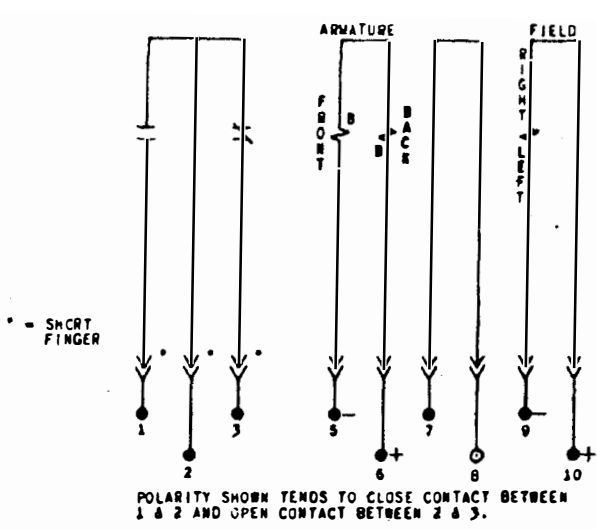 ARMATURE
FIELD
FRONT
B
B
BACK
RIGHT
LEFT
* = SHORT
FINGER
1
3
5
-
7
9
-
2
6
+
8
10
+
POLARITY SHOWN TENDS TO CLOSE CONTACT BETWEEN
1 & 2 AND OPEN CONTACT BETWEEN 2 & 3.